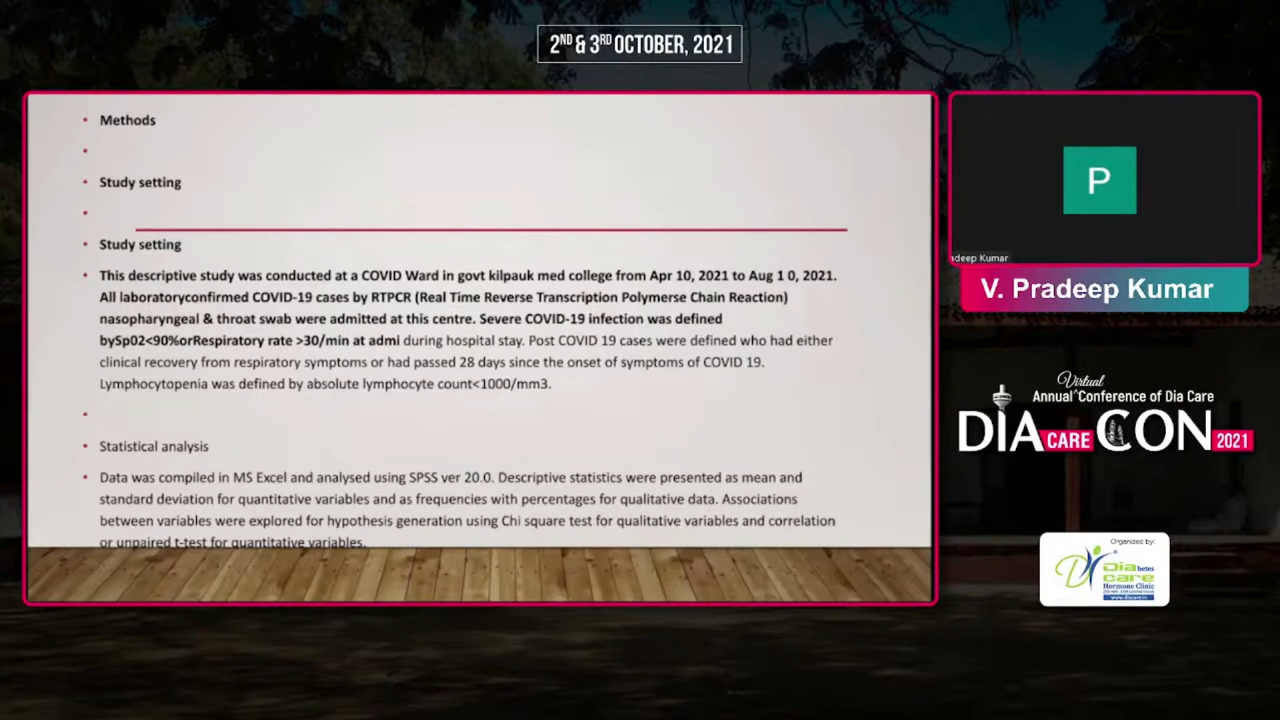 2ND & 3RD OCTOBER, 2021
Methods
Study setting
Study setting
This descriptive study was conducted at a COVID Ward in govt kilpauk med college from Apr 10, 2021 to Aug 1 0, 2021.
All laboratoryconfirmed COVID-19 cases by RTPCR (Real Time Reverse Transcription Polymerse Chain Reaction)
nasopharyngeal & throat swab were admitted at this centre. Severe COVID-19 infection was defined
bySp02<90%orRespiratory rate >30/min at admi during hospital stay. Post COVID 19 cases were defined who had either
clinical recovery from respiratory symptoms or had passed 28 days since the onset of symptoms of COVID 19.
Lymphocytopenia was defined by absolute lymphocyte count<1000/mm3.
Statistical analysis
Data was compiled in MS Excel and analysed using SPSS ver 20.0. Descriptive statistics were presented as mean and
standard deviation for quantitative variables and as frequencies with percentages for qualitative data. Associations
between variables were explored for hypothesis generation using Chi square test for qualitative variables and correlation
or unpaired t-test for quantitative variables.
P
adeep Kumar
V. Pradeep Kumar
Virtual
Annual Conference of Dia Care
DIA CARE CON 2021
Organized by:
Diabetes
care
Hormone Clinic
www.diacare.in